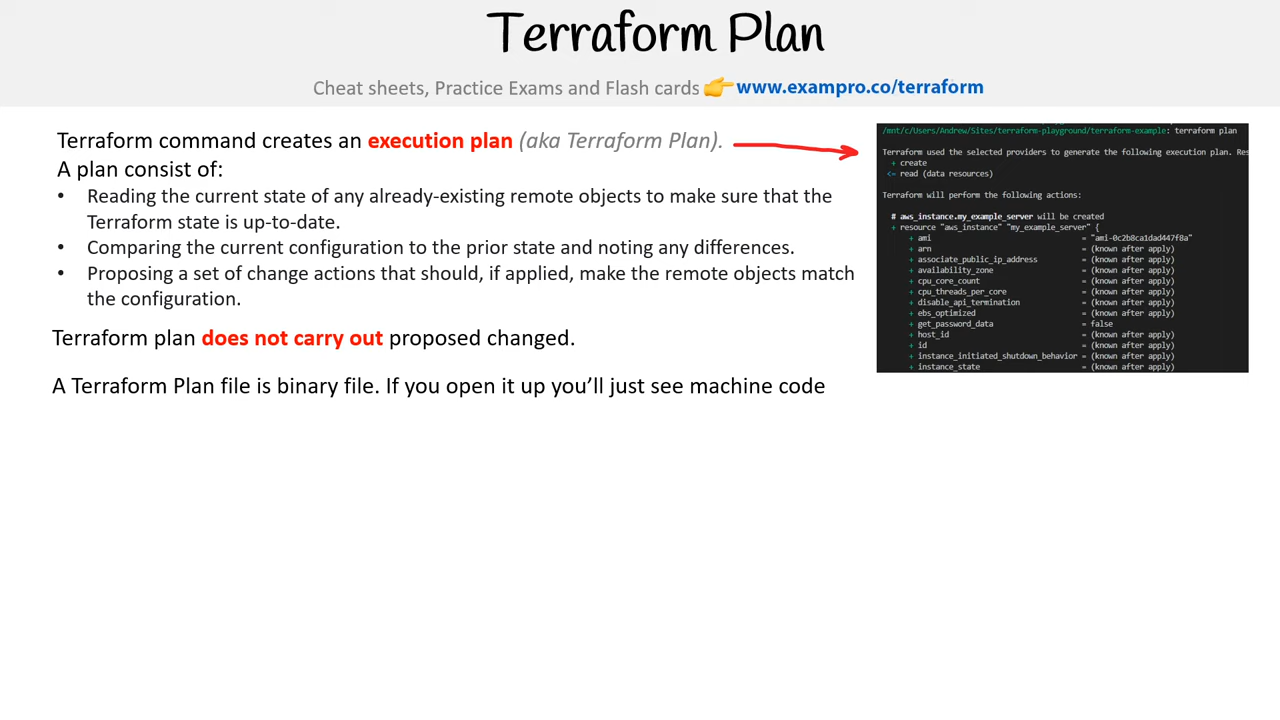 Terraform Plan
Cheat sheets, Practice Exams and Flash cards 👉 www.exampro.co/terraform
Terraform command creates an execution plan (aka Terraform Plan).
A plan consist of:
• Reading the current state of any already-existing remote objects to make sure that the
Terraform state is up-to-date.
• Comparing the current configuration to the prior state and noting any differences.
• Proposing a set of change actions that should, if applied, make the remote objects match
the configuration.
Terraform plan does not carry out proposed changed.
A Terraform Plan file is binary file. If you open it up you’ll just see machine code
/mnt/c/Users/Andrew/Sites/terraform-playground/terraform-example: terraform plan
Terraform used the selected providers to generate the following execution plan. Res
+ create
<= read (data resources)
Terraform will perform the following actions:
# aws_instance.my_example_server will be created
+ resource "aws_instance" "my_example_server" {
+ ami = "ami-0c2b8ca1dad447f8a"
+ arn = (known after apply)
+ associate_public_ip_address = (known after apply)
+ availability_zone = (known after apply)
+ cpu_core_count = (known after apply)
+ cpu_threads_per_core = (known after apply)
+ disable_api_termination = (known after apply)
+ ebs_optimized = (known after apply)
+ get_password_data = false
+ host_id = (known after apply)
+ id = (known after apply)
+ instance_initiated_shutdown_behavior = (known after apply)
+ instance_state = (known after apply)